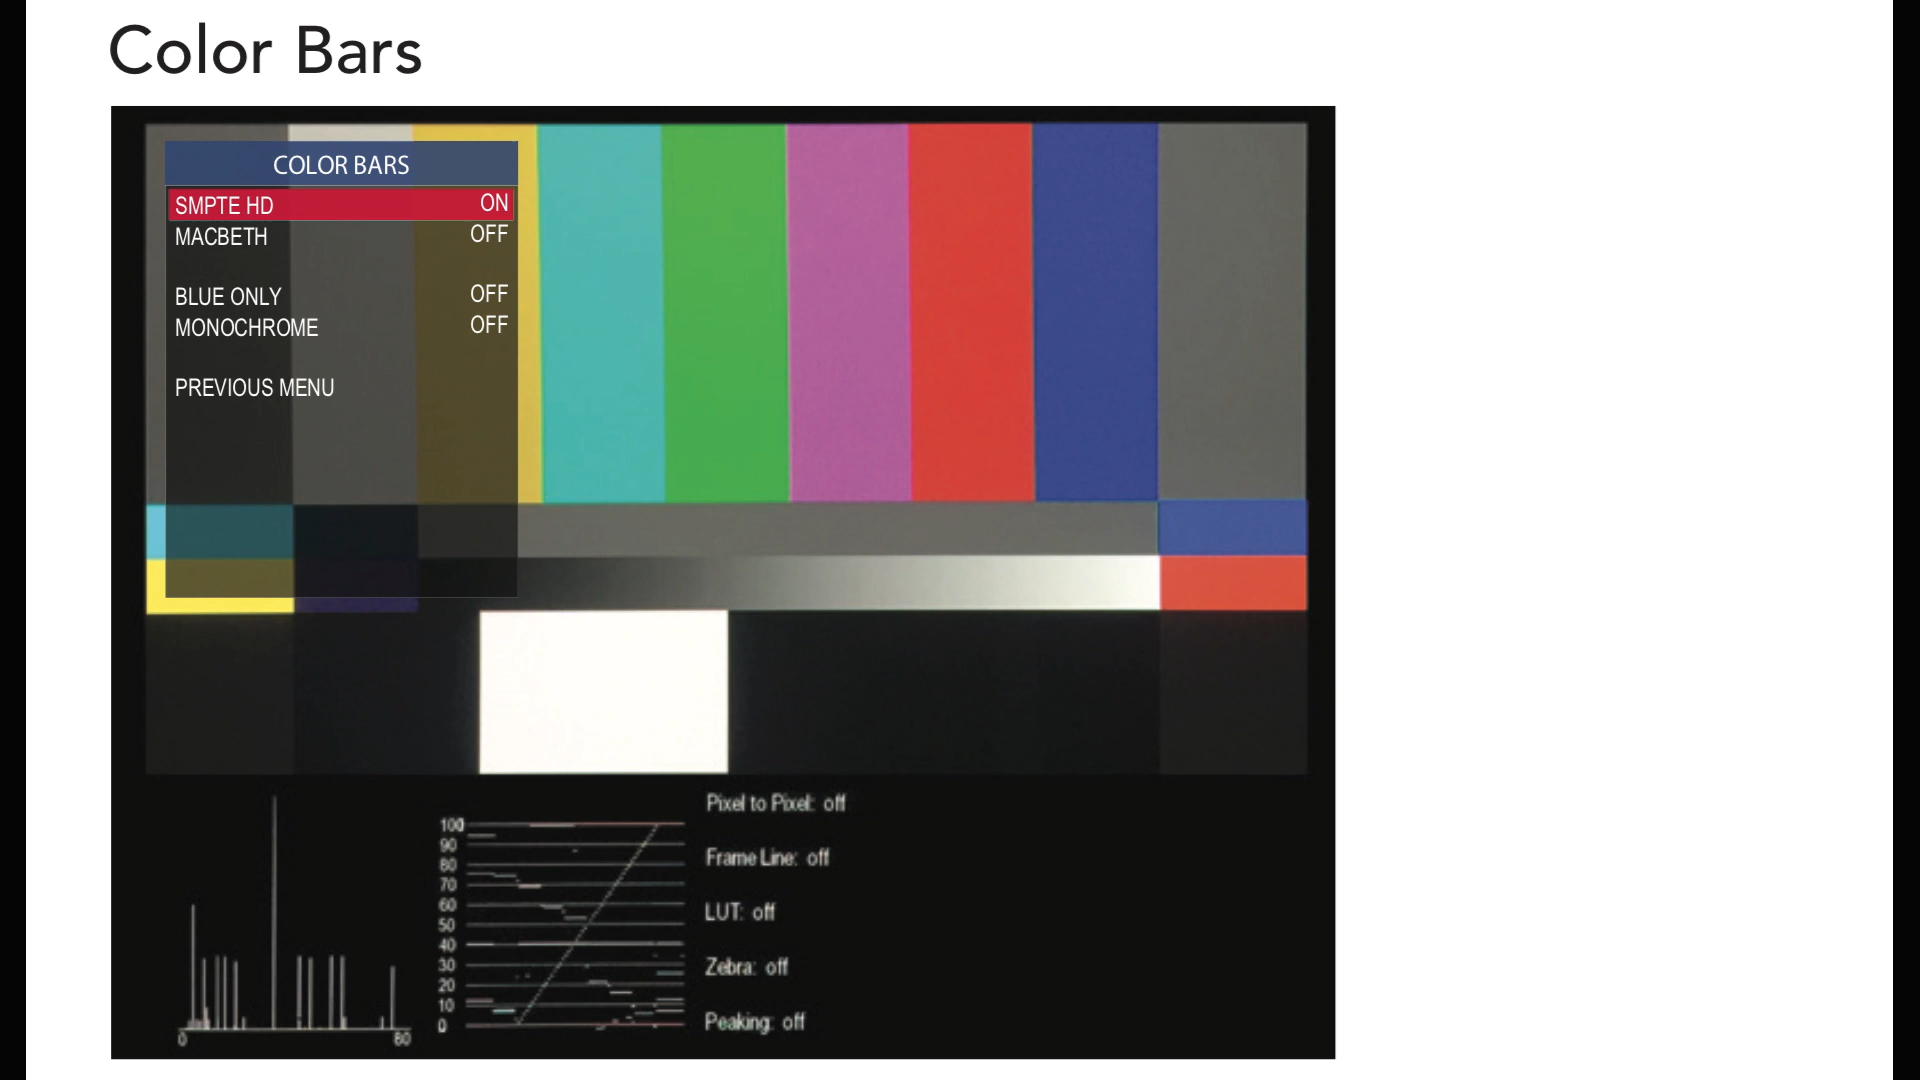 Color Bars
COLOR BARS
SMPTE HD ON
MACBETH OFF
BLUE ONLY OFF
MONOCHROME OFF
PREVIOUS MENU
Pixel to Pixel: off
100
90
Frame Line: off
80
70
60
LUT: off
50
40
30
Zebra: off
20
10
0
Peaking: off
0 80